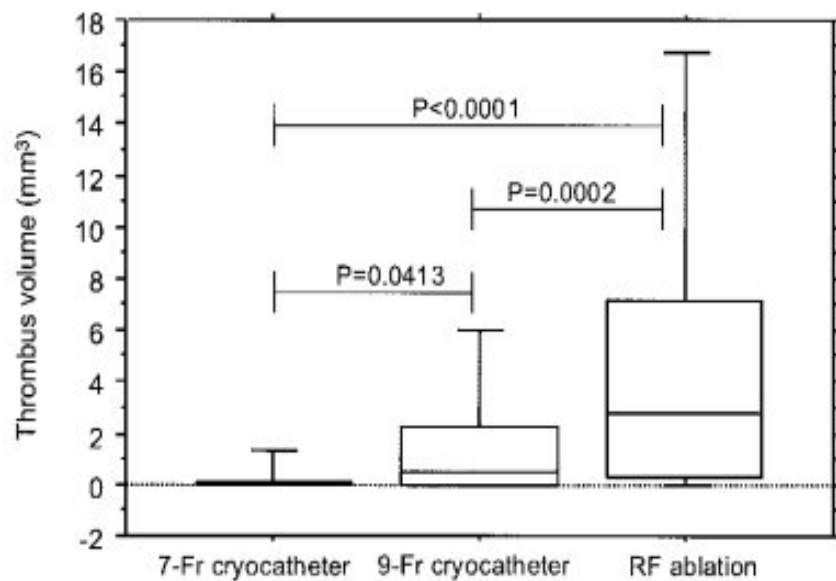 18
16
14
12
10
8
6
4
2
0
-2
Thrombus volume (mm³)
P<0.0001
P=0.0002
P=0.0413
7-Fr cryocatheter 9-Fr cryocatheter RF ablation